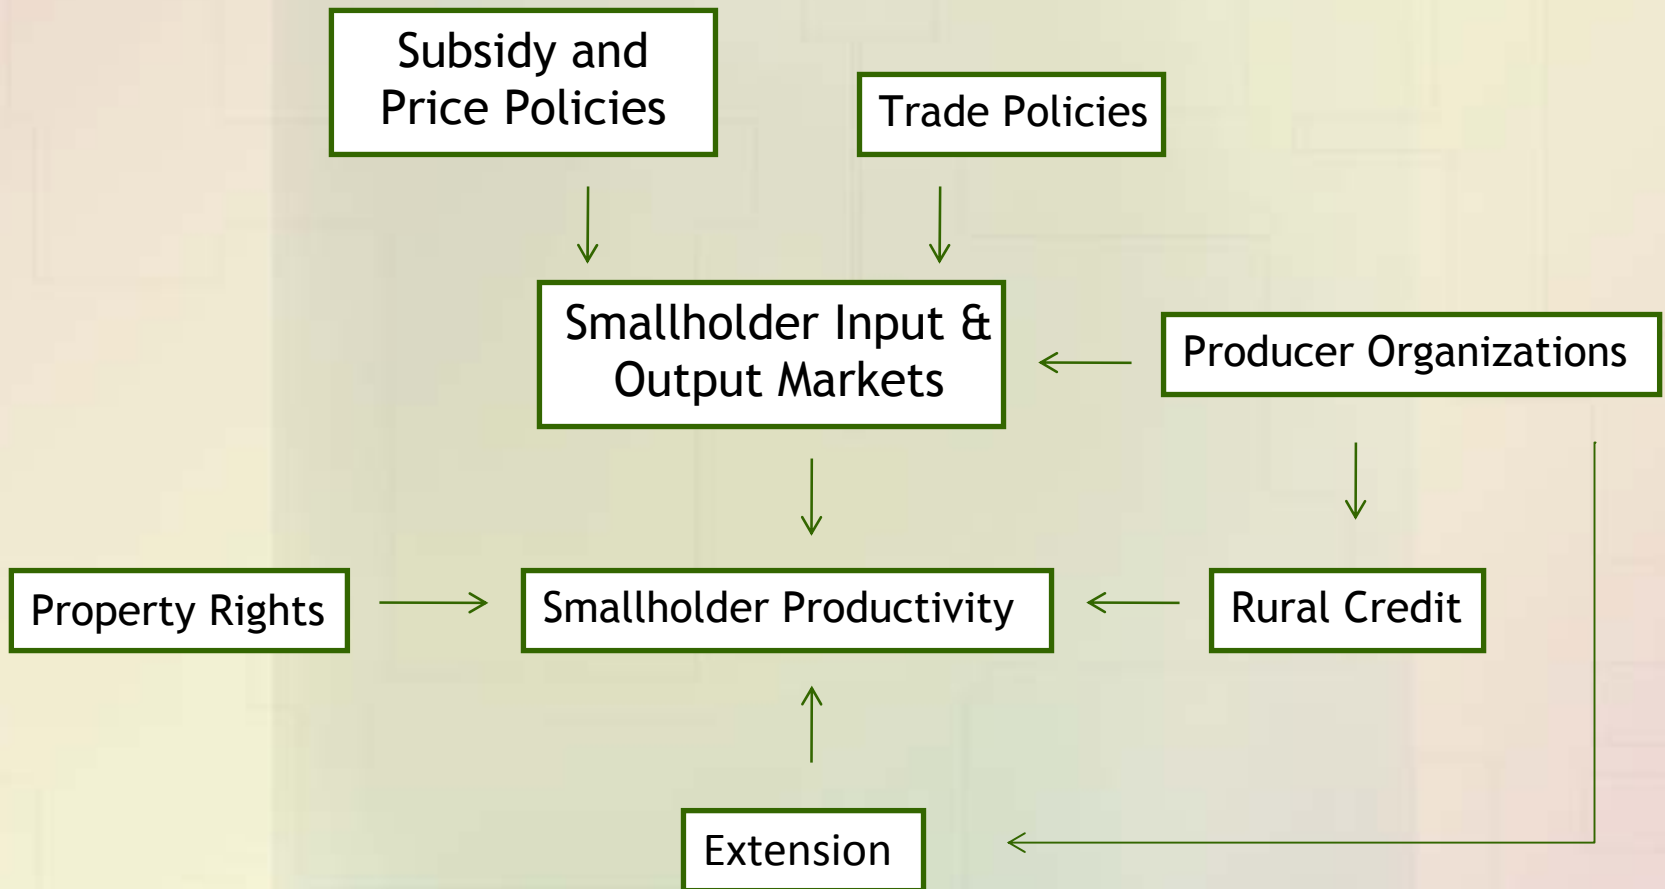 Subsidy and
Price Policies
Trade Policies
Smallholder Input &
Output Markets
Producer Organizations
Property Rights
Smallholder Productivity
Rural Credit
Extension